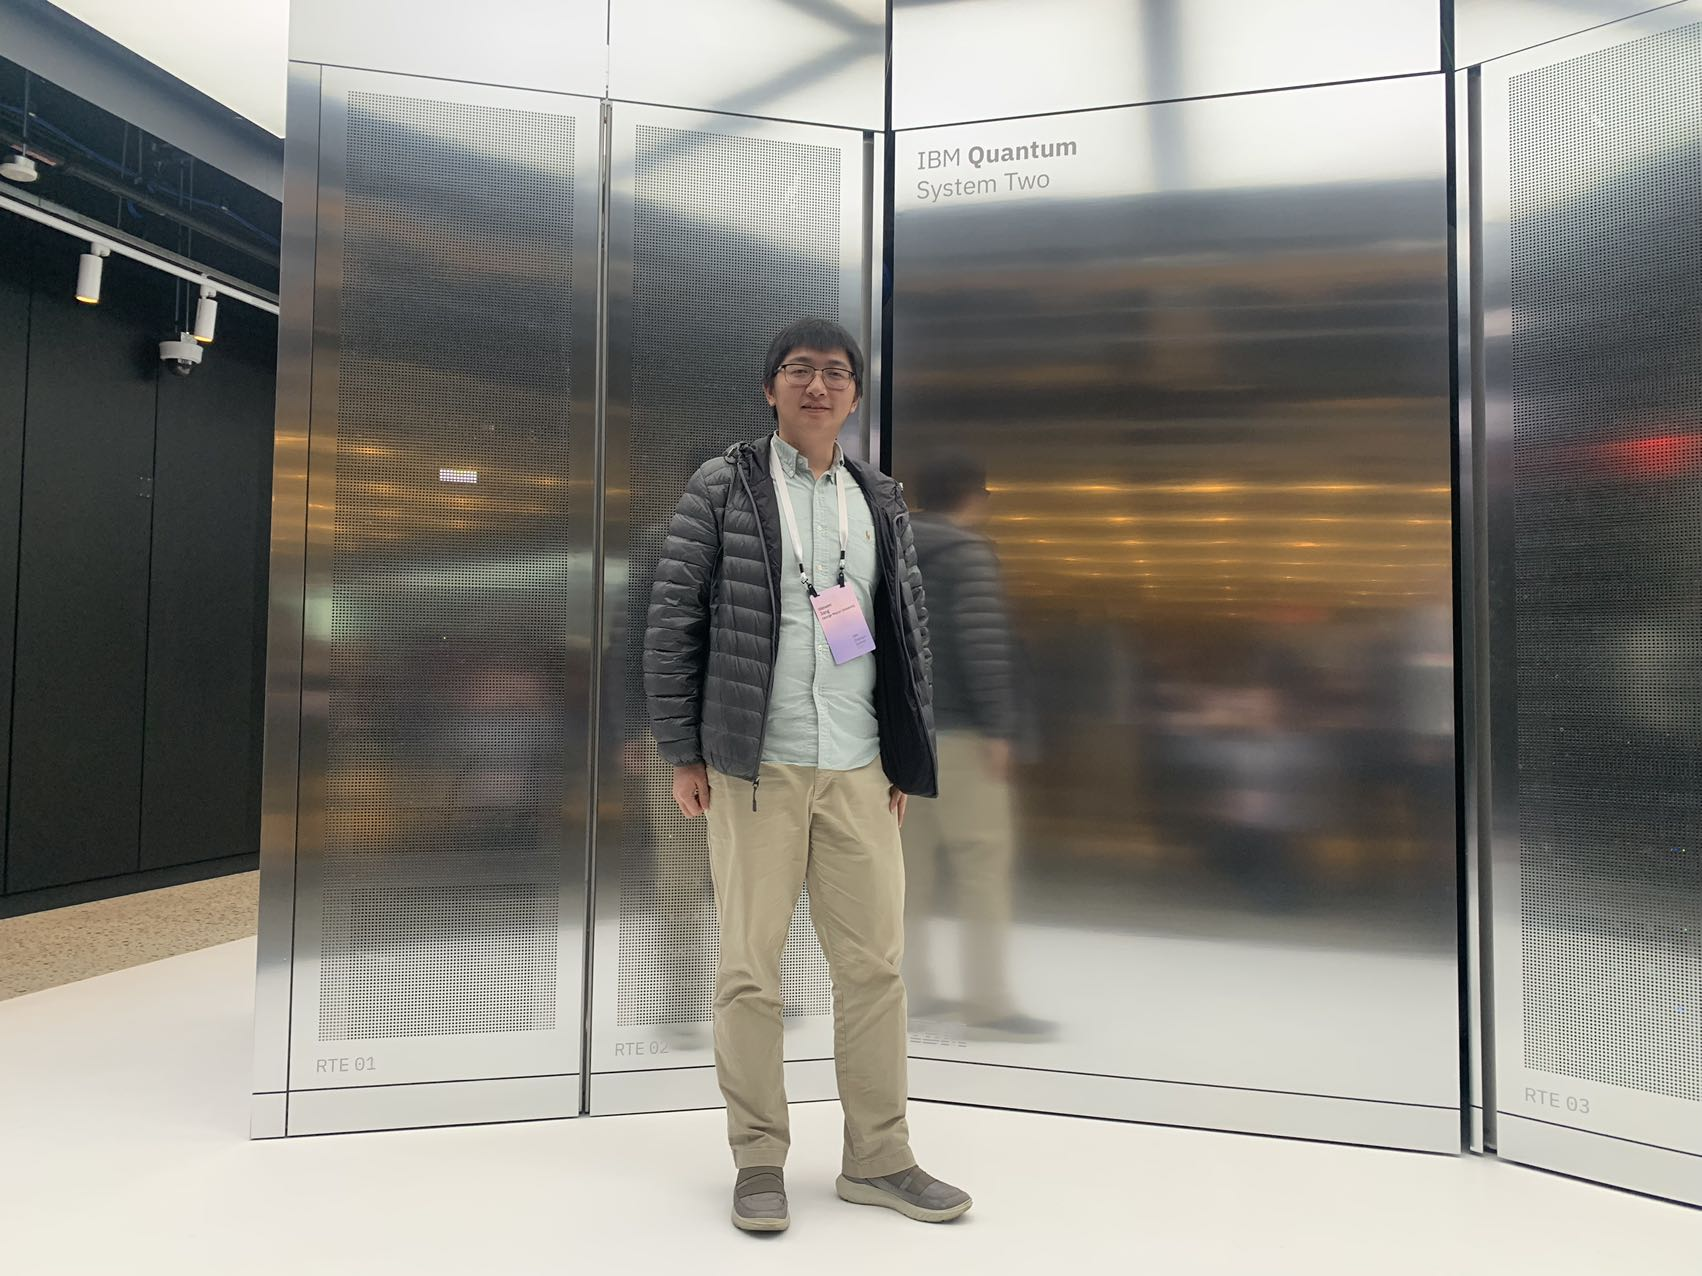 IBM Quantum
System Two
RTE 01
RTE 02
RTE 03